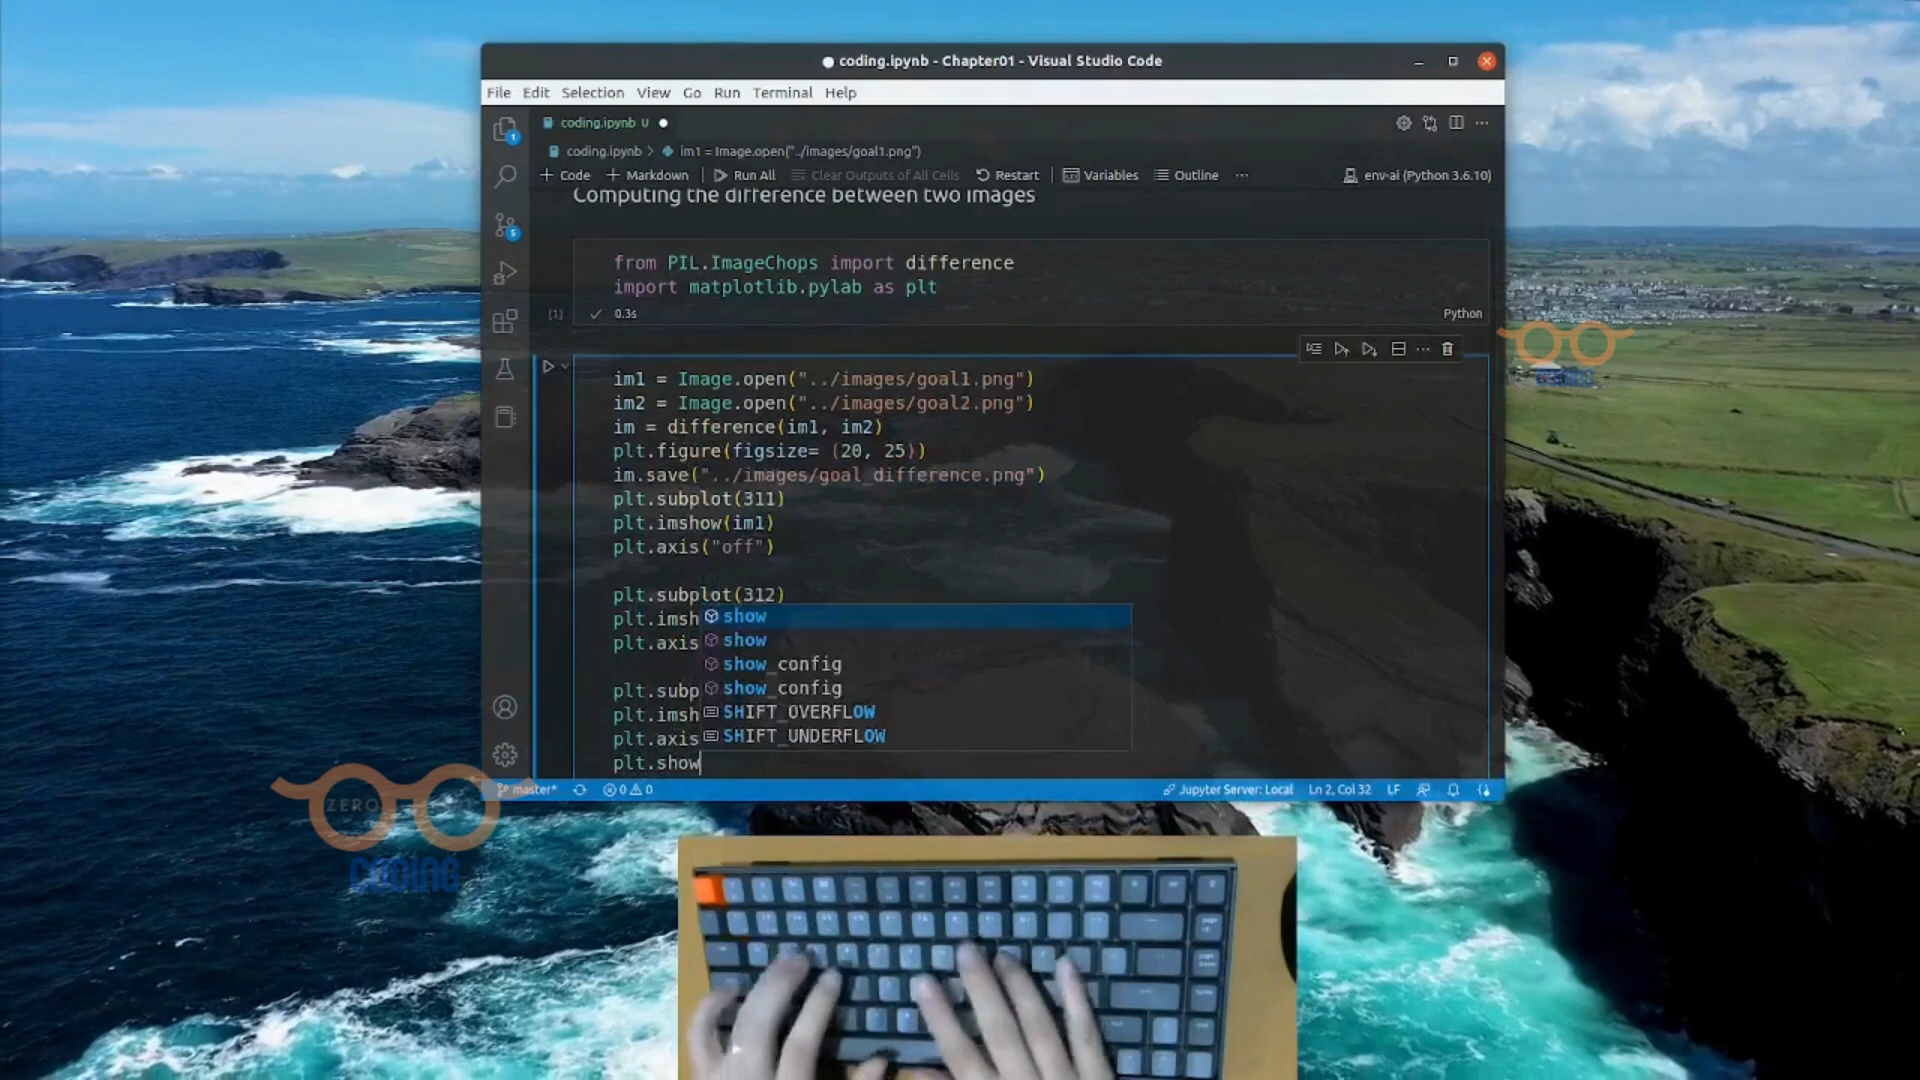 coding.ipynb - Chapter01 - Visual Studio Code
File Edit Selection View Go Run Terminal Help
coding.ipynb U
coding.ipynb > im1 = Image.open("../images/goal1.png")
+ Code + Markdown Run All Clear Outputs of All Cells Restart Variables Outline ... env-ai (Python 3.6.10)
Computing the difference between two images
from PIL.ImageChops import difference
import matplotlib.pylab as plt
[1] 0.3s Python
im1 = Image.open("../images/goal1.png")
im2 = Image.open("../images/goal2.png")
im = difference(im1, im2)
plt.figure(figsize= (20, 25))
im.save("../images/goal_difference.png")
plt.subplot(311)
plt.imshow(im1)
plt.axis("off")
plt.subplot(312)
plt.imsh show
plt.axis show
show_config
plt.subp show_config
plt.imsh SHIFT_OVERFLOW
plt.axis SHIFT_UNDERFLOW
plt.show
master* 0 0 Jupyter Server: Local Ln 2, Col 32 LF
1
5
ZERO
CODING
CODING